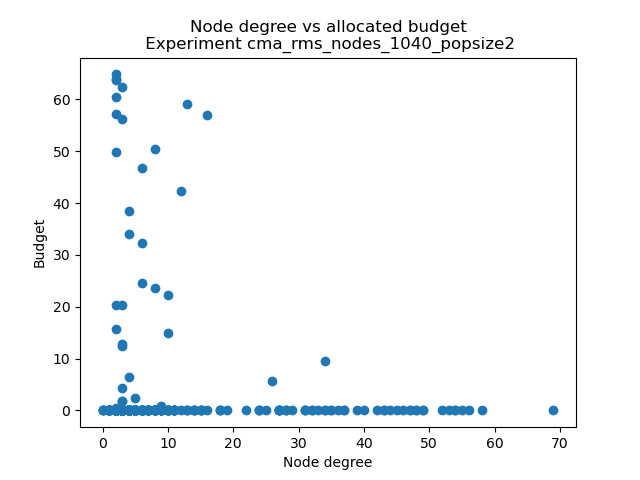 Node degree vs allocated budget
Experiment cma_rms_nodes_1040_popsize2
60
50
40
30
20
10
0
Budget
0 10 20 30 40 50 60 70
Node degree